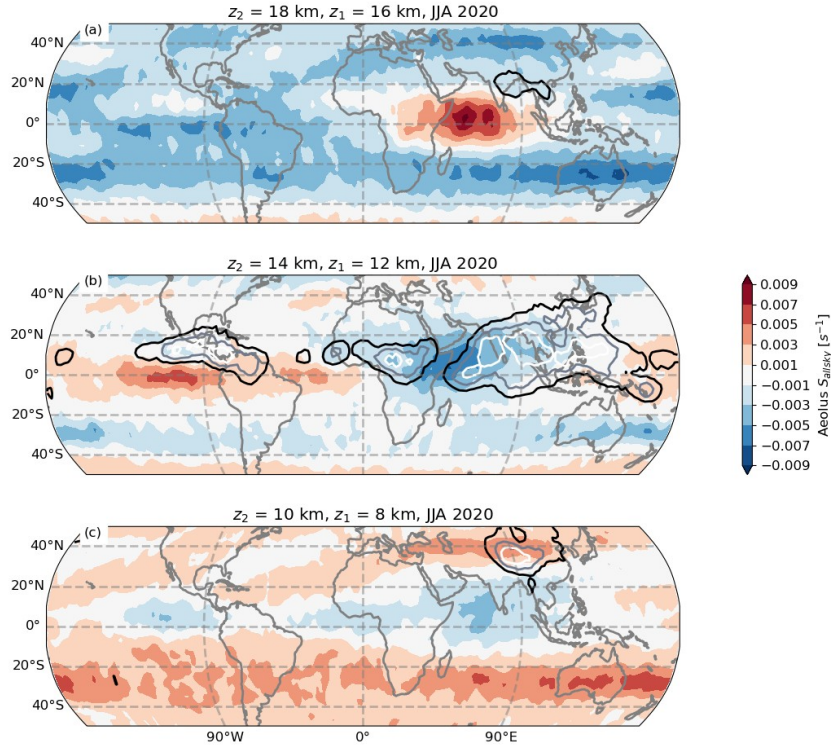 z₂ = 18 km, z₁ = 16 km, JJA 2020
(a)
40°N
20°N
0°
20°S
40°S
z₂ = 14 km, z₁ = 12 km, JJA 2020
(b)
40°N
20°N
0°
20°S
40°S
0.009
0.007
0.005
0.003
0.001
−0.001
−0.003
−0.005
−0.007
−0.009
Aeolus S_allsky [s⁻¹]
z₂ = 10 km, z₁ = 8 km, JJA 2020
(c)
40°N
20°N
0°
20°S
40°S
90°W 0° 90°E